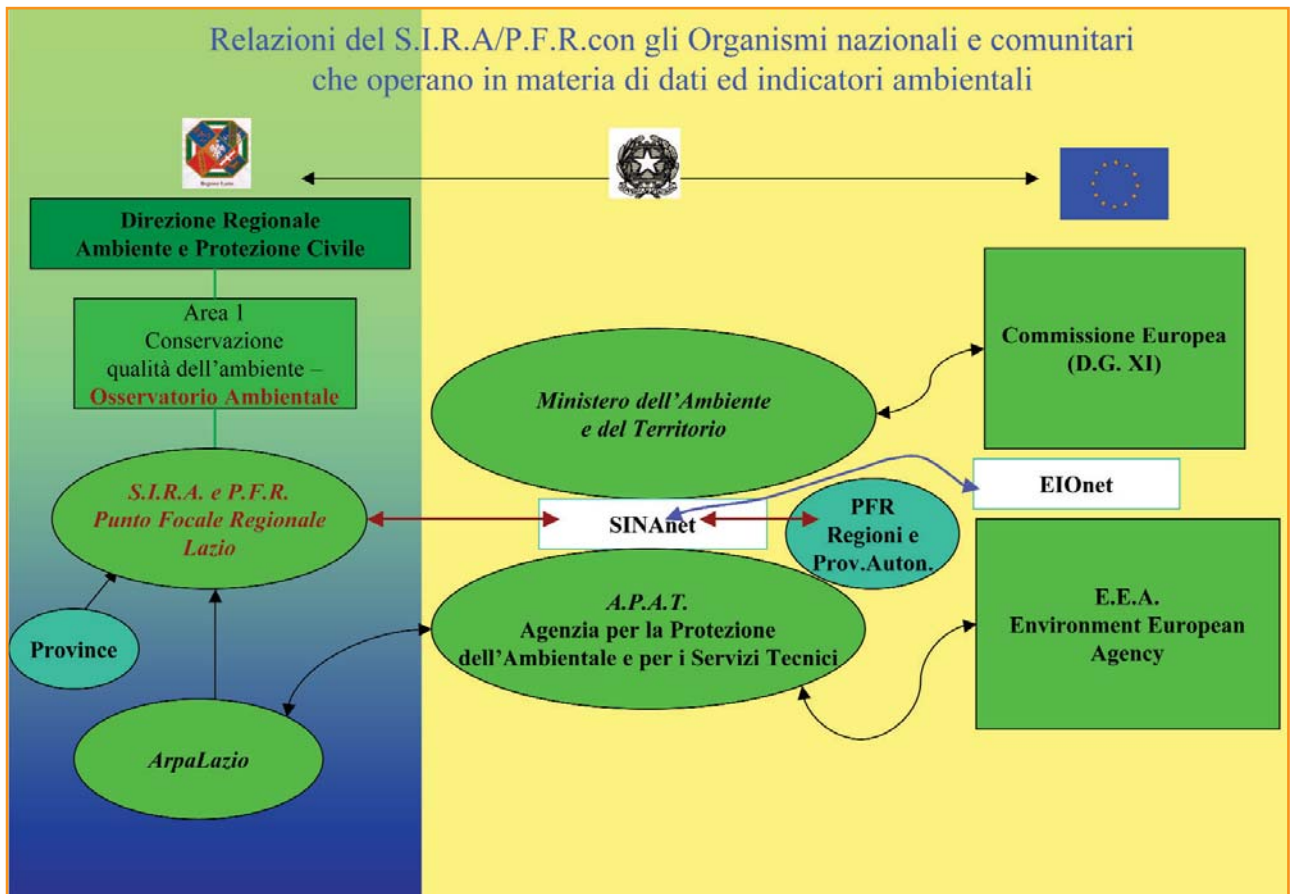 Relazioni del S.I.R.A/P.F.R.con gli Organismi nazionali e comunitari
che operano in materia di dati ed indicatori ambientali
Regione Lazio
Direzione Regionale
Ambiente e Protezione Civile
Area 1
Conservazione
qualità dell'ambiente –
Osservatorio Ambientale
S.I.R.A. e P.F.R.
Punto Focale Regionale
Lazio
Province
ArpaLazio
Ministero dell'Ambiente
e del Territorio
SINAnet
PFR
Regioni e
Prov.Auton.
A.P.A.T.
Agenzia per la Protezione
dell'Ambientale e per i Servizi Tecnici
Commissione Europea
(D.G. XI)
EIOnet
E.E.A.
Environment European
Agency